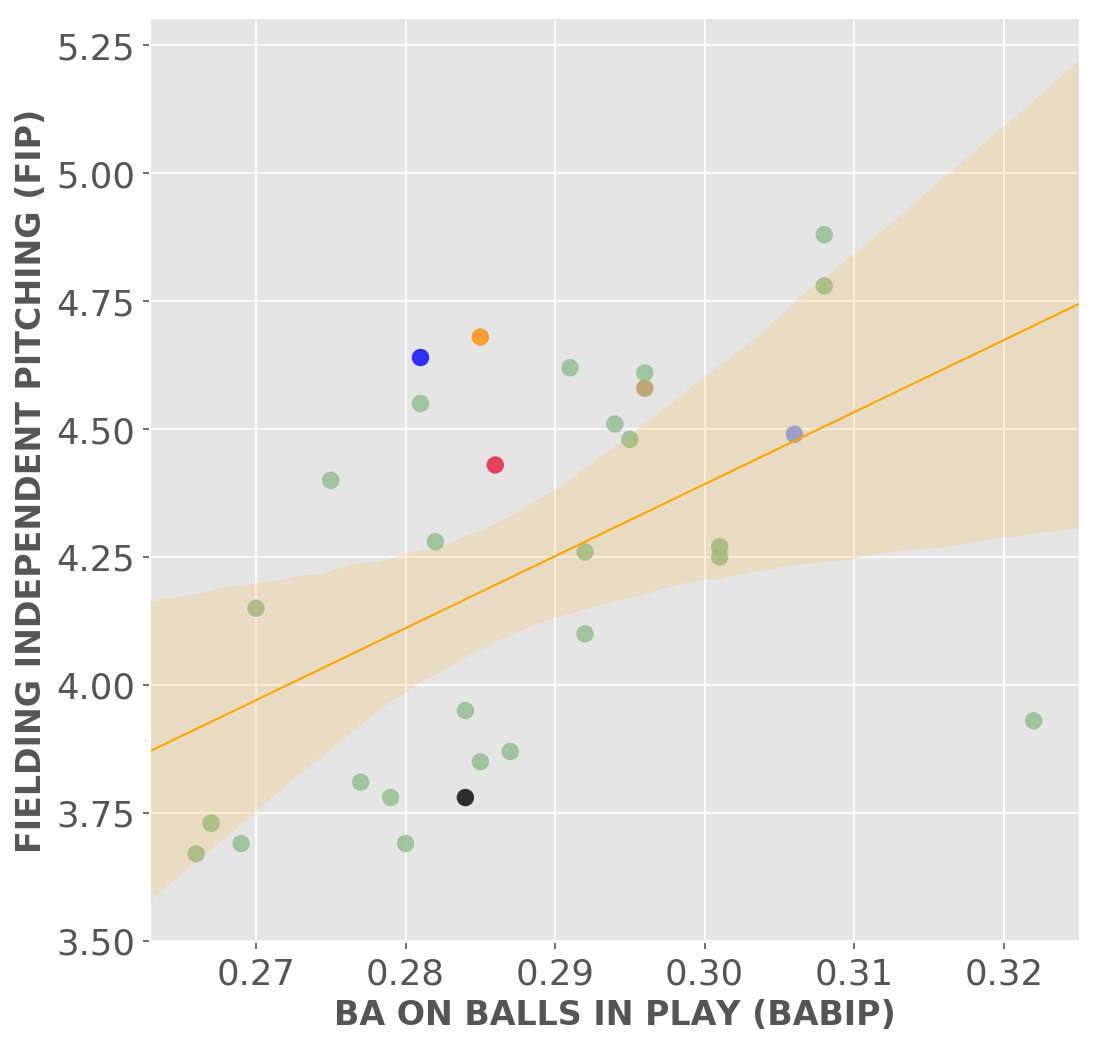 FIELDING INDEPENDENT PITCHING (FIP)
5.25
5.00
4.75
4.50
4.25
4.00
3.75
3.50
0.27 0.28 0.29 0.30 0.31 0.32
BA ON BALLS IN PLAY (BABIP)